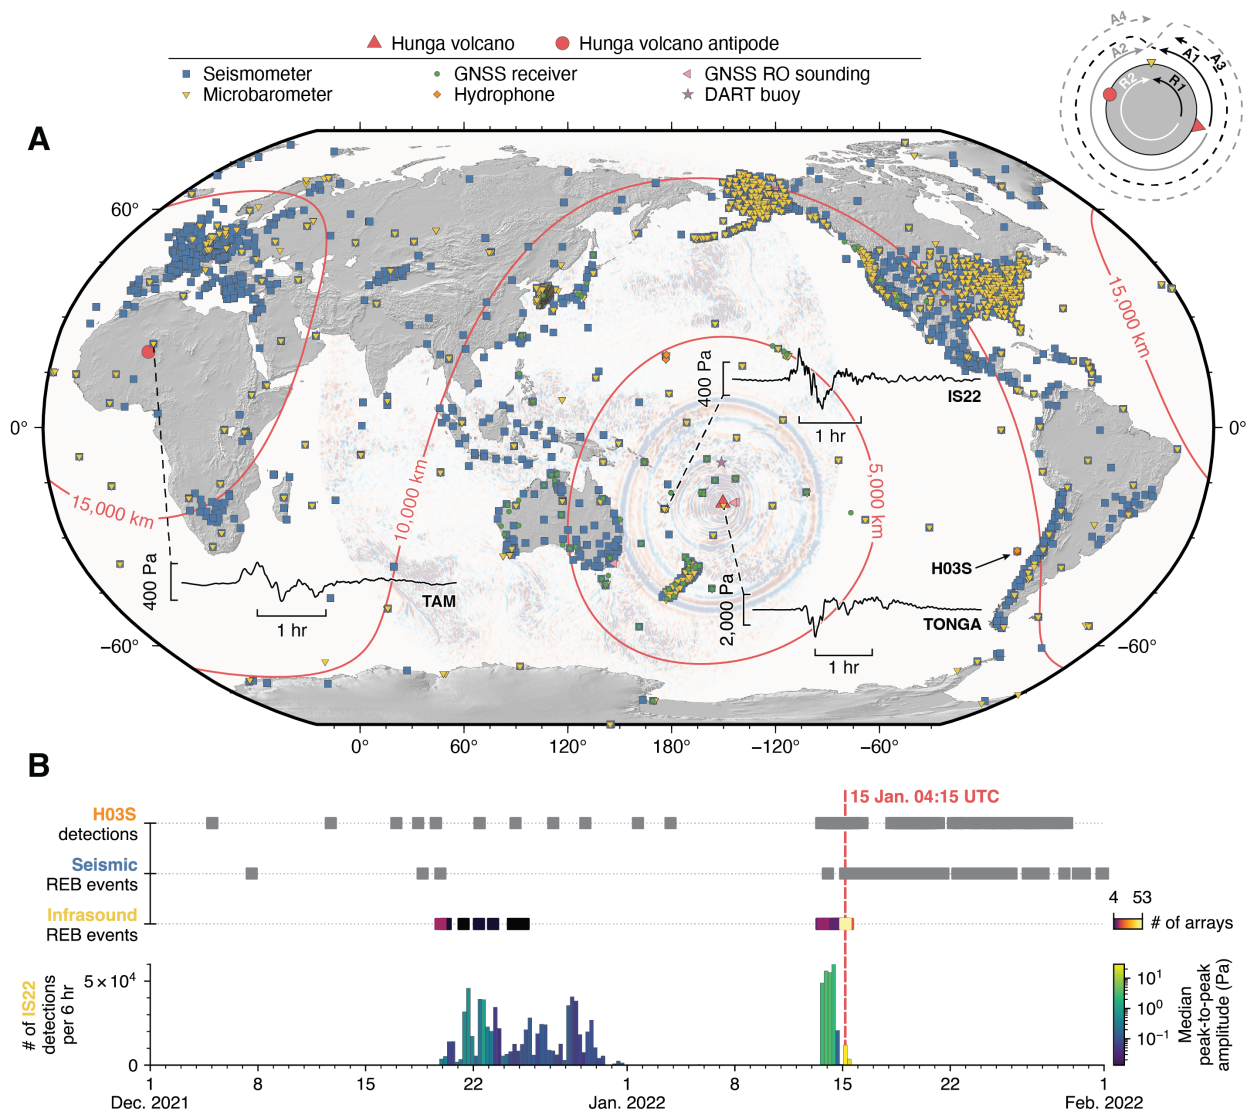 Hunga volcano
Hunga volcano antipode
Seismometer
GNSS receiver
GNSS RO sounding
Microbarometer
Hydrophone
DART buoy
A4
A2
A1
A3
R2
R1
A
60°
0°
−60°
0°
−60°
15,000 km
15,000 km
10,000 km
5,000 km
400 Pa
IS22
1 hr
400 Pa
TAM
1 hr
2,000 Pa
TONGA
1 hr
H03S
0°
60°
120°
180°
−120°
−60°
B
15 Jan. 04:15 UTC
H03S
detections
Seismic
REB events
Infrasound
REB events
4
53
# of arrays
# of IS22
detections
per 6 hr
5 × 10⁴
0
10¹
10⁰
10⁻¹
Median
peak-to-peak
amplitude (Pa)
1
8
15
22
1
8
15
22
1
Dec. 2021
Jan. 2022
Feb. 2022